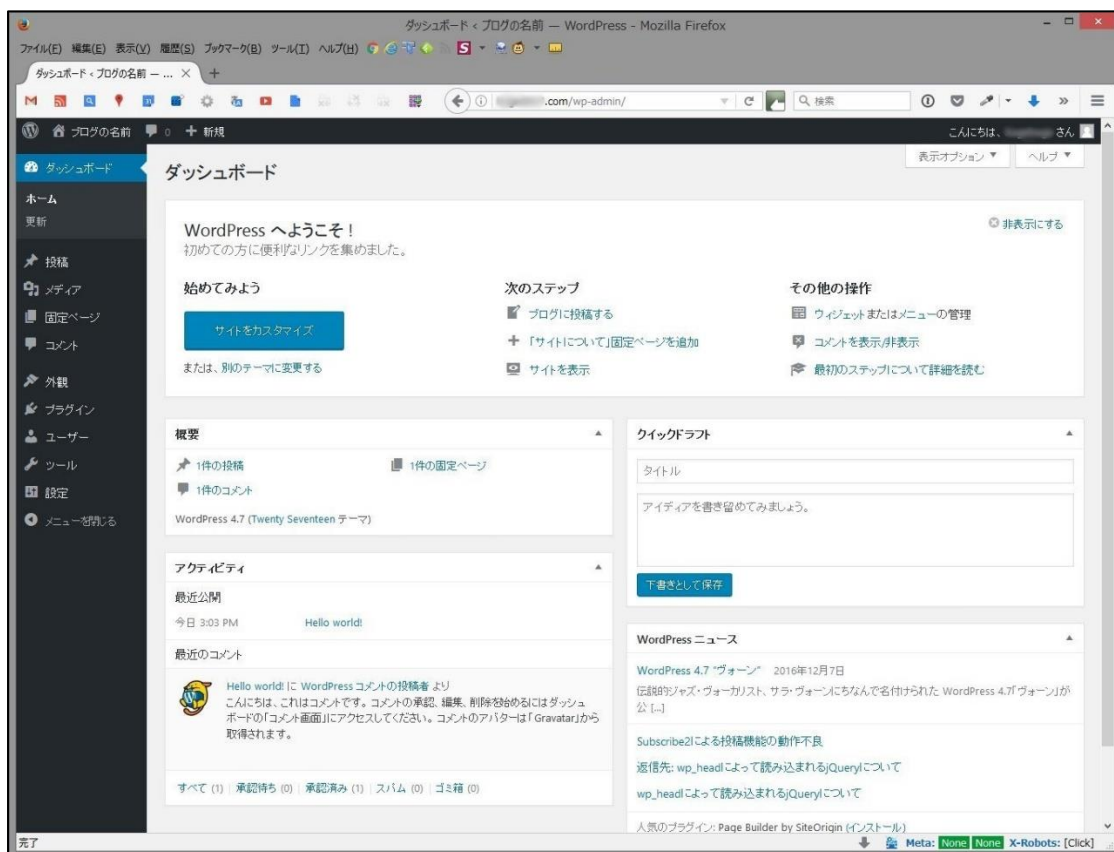 ダッシュボード ‹ ブログの名前 — WordPress - Mozilla Firefox
ファイル(F) 編集(E) 表示(V) 履歴(S) ブックマーク(B) ツール(T) ヘルプ(H)
ダッシュボード ‹ ブログの名前 — ... × +
.com/wp-admin/ 検索
ブログの名前 0 + 新規 こんにちは、 さん
表示オプション ▼ ヘルプ ▼
ダッシュボード
ホーム
更新
投稿
メディア
固定ページ
コメント
外観
プラグイン
ユーザー
ツール
設定
メニューを閉じる
ダッシュボード
WordPress へようこそ !
初めての方に便利なリンクを集めました。
非表示にする
始めてみよう
サイトをカスタマイズ
または、別のテーマに変更する
次のステップ
ブログに投稿する
「サイトについて」固定ページを追加
サイトを表示
その他の操作
ウィジェットまたはメニューの管理
コメントを表示/非表示
最初のステップについて詳細を読む
概要
1件の投稿 1件の固定ページ
1件のコメント
WordPress 4.7 (Twenty Seventeen テーマ)
アクティビティ
最近公開
今日 3:03 PM Hello world!
最近のコメント
Hello world! に WordPress コメントの投稿者 より
こんにちは、これはコメントです。コメントの承認、編集、削除を始めるにはダッシュ
ボードの「コメント画面」にアクセスしてください。コメントのアバターは「Gravatar」から
取得されます。
すべて (1) | 承認待ち (0) | 承認済み (1) | スパム (0) | ゴミ箱 (0)
クイックドラフト
タイトル
アイディアを書き留めてみましょう。
下書きとして保存
WordPress ニュース
WordPress 4.7 “ヴォーン” 2016年12月7日
伝説的ジャズ・ヴォーカリスト、サラ・ヴォーンにちなんで名付けられた WordPress 4.7「ヴォーン」が
公 [...]
Subscribe2による投稿機能の動作不良
返信先: wp_headによって読み込まれるjQueryについて
wp_headによって読み込まれるjQueryについて
人気のプラグイン: Page Builder by SiteOrigin (インストール)
完了 Meta: None None X-Robots: [Click]